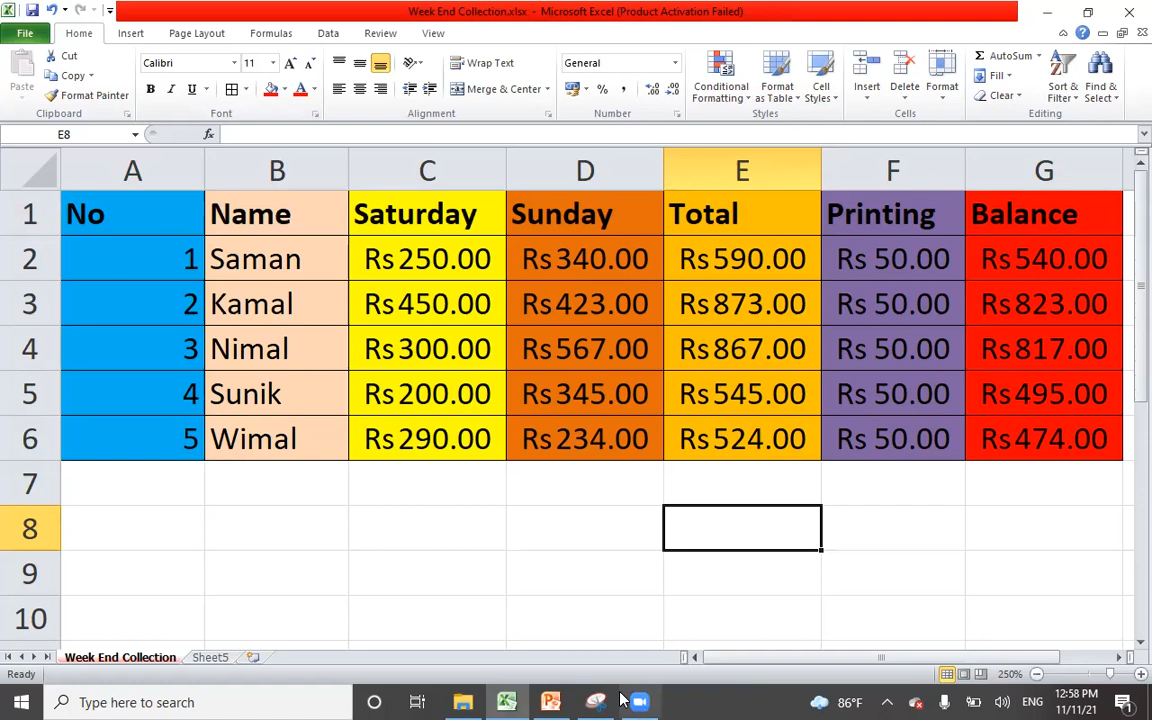 Week End Collection.xlsx - Microsoft Excel (Product Activation Failed)
File Home Insert Page Layout Formulas Data Review View
Paste Cut Copy Format Painter Clipboard
Calibri 11 B I U A Font
Wrap Text Merge & Center Alignment
General % , Number
Conditional Formatting Format as Table Cell Styles Styles
Insert Delete Format Cells
AutoSum Fill Clear Sort & Filter Find & Select Editing
E8 fx
A B C D E F G
1 No Name Saturday Sunday Total Printing Balance
2 1 Saman Rs 250.00 Rs 340.00 Rs 590.00 Rs 50.00 Rs 540.00
3 2 Kamal Rs 450.00 Rs 423.00 Rs 873.00 Rs 50.00 Rs 823.00
4 3 Nimal Rs 300.00 Rs 567.00 Rs 867.00 Rs 50.00 Rs 817.00
5 4 Sunik Rs 200.00 Rs 345.00 Rs 545.00 Rs 50.00 Rs 495.00
6 5 Wimal Rs 290.00 Rs 234.00 Rs 524.00 Rs 50.00 Rs 474.00
7
8
9
10
Week End Collection Sheet5
Ready 250%
Type here to search 86°F ENG 12:58 PM
11/11/21 1